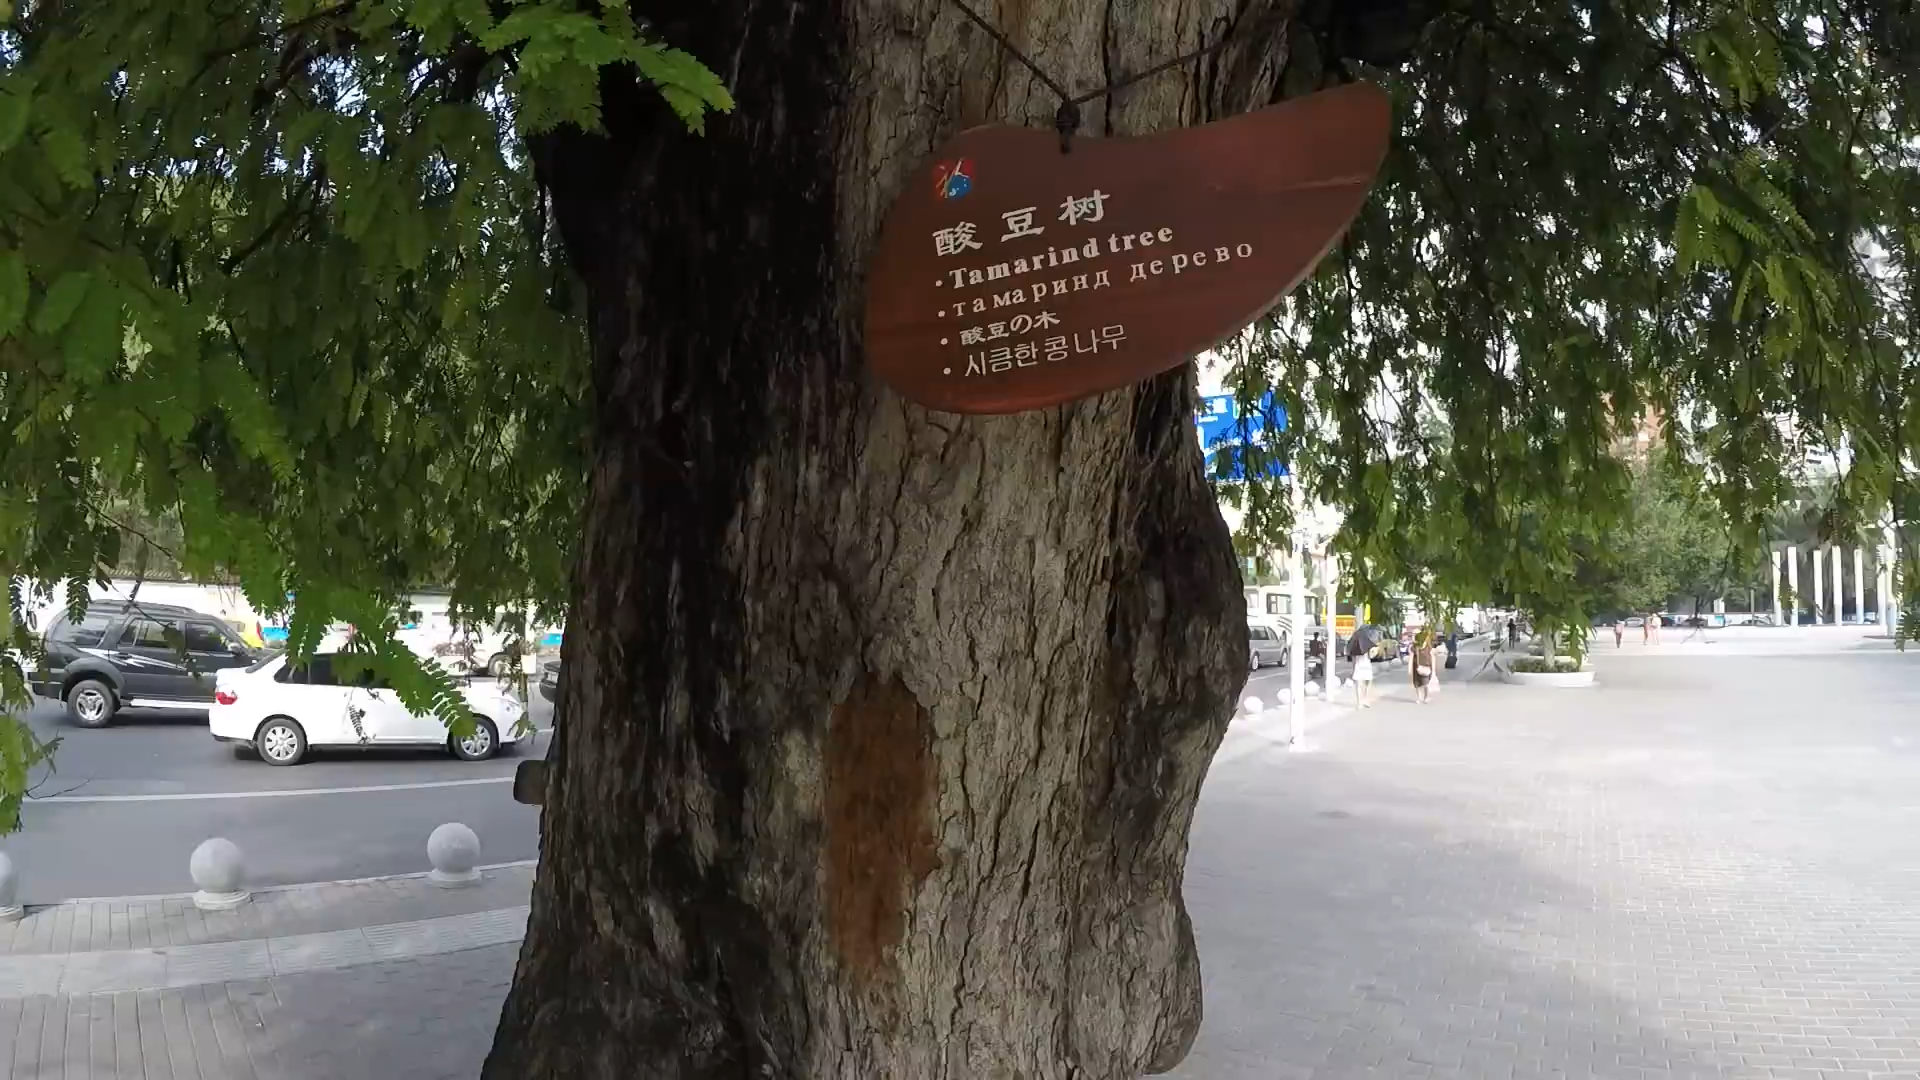 酸豆树
•Tamarind tree
•тамаринд дерево
•酸豆の木
•시큼한콩나무